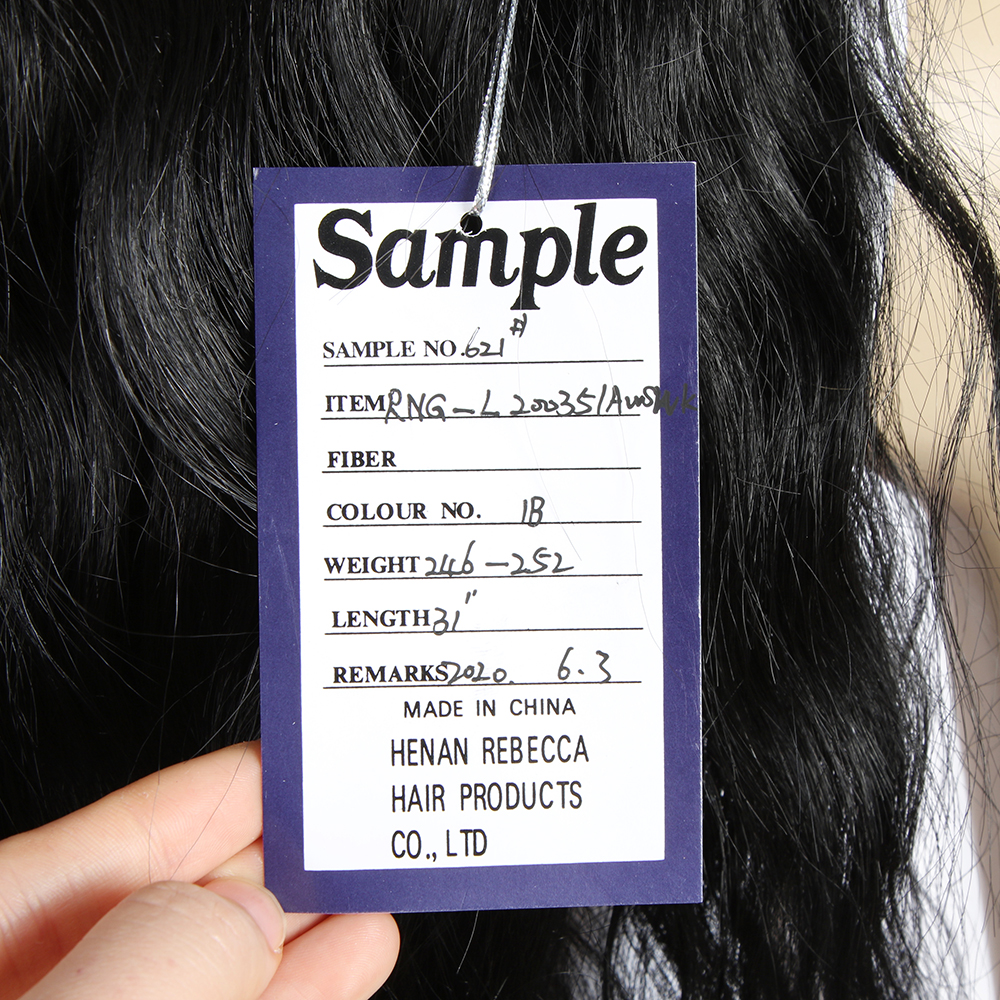 Sample
SAMPLE NO. 621#
ITEM RNG-L200351/
FIBER
COLOUR NO. 1B
WEIGHT 246-252
LENGTH 31"
REMARKS 2020. 6.3
MADE IN CHINA
HENAN REBECCA
HAIR PRODUCTS
CO., LTD